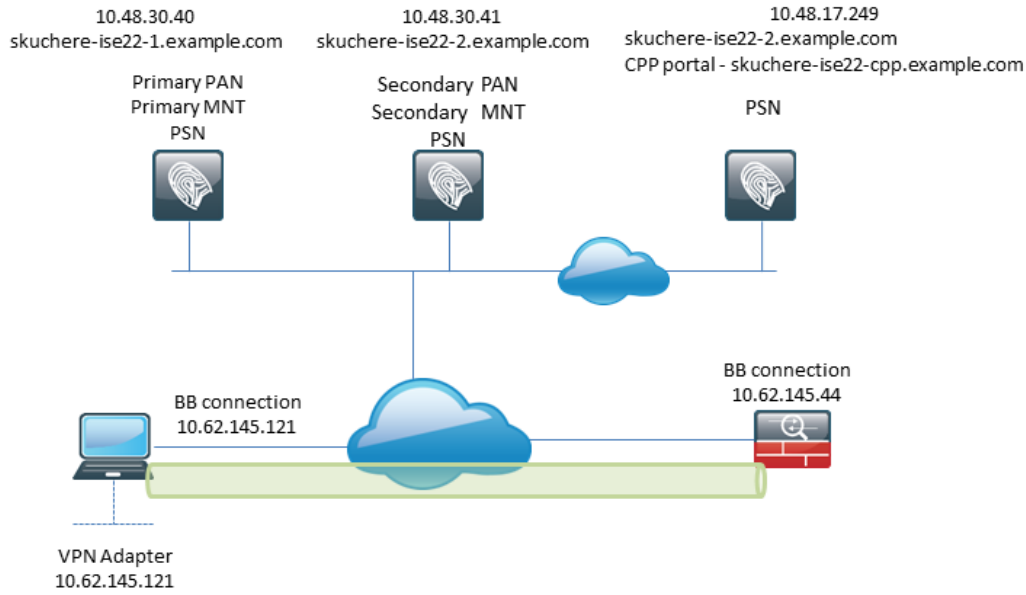 10.48.30.40
skuchere-ise22-1.example.com
Primary PAN
Primary MNT
PSN
10.48.30.41
skuchere-ise22-2.example.com
Secondary PAN
Secondary MNT
PSN
10.48.17.249
skuchere-ise22-2.example.com
CPP portal - skuchere-ise22-cpp.example.com
PSN
BB connection
10.62.145.121
BB connection
10.62.145.44
VPN Adapter
10.62.145.121